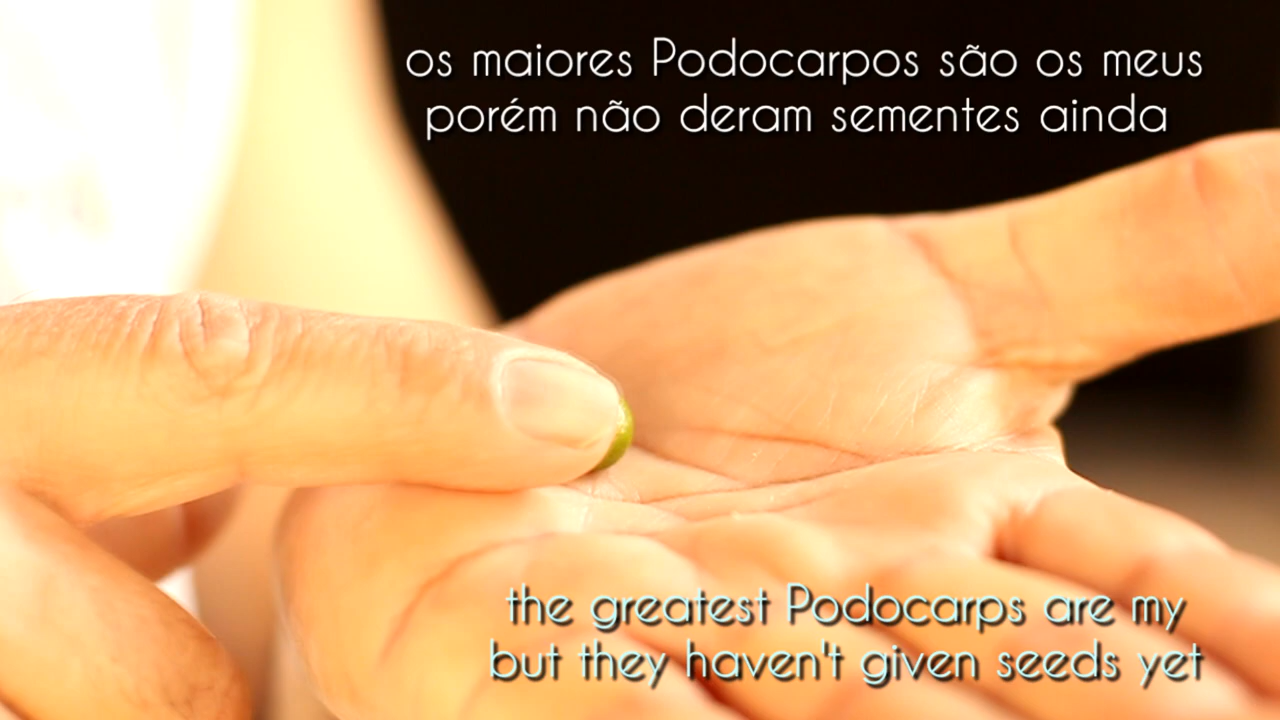 os maiores Podocarpos são os meus
porém não deram sementes ainda
the greatest Podocarps are my
but they haven't given seeds yet